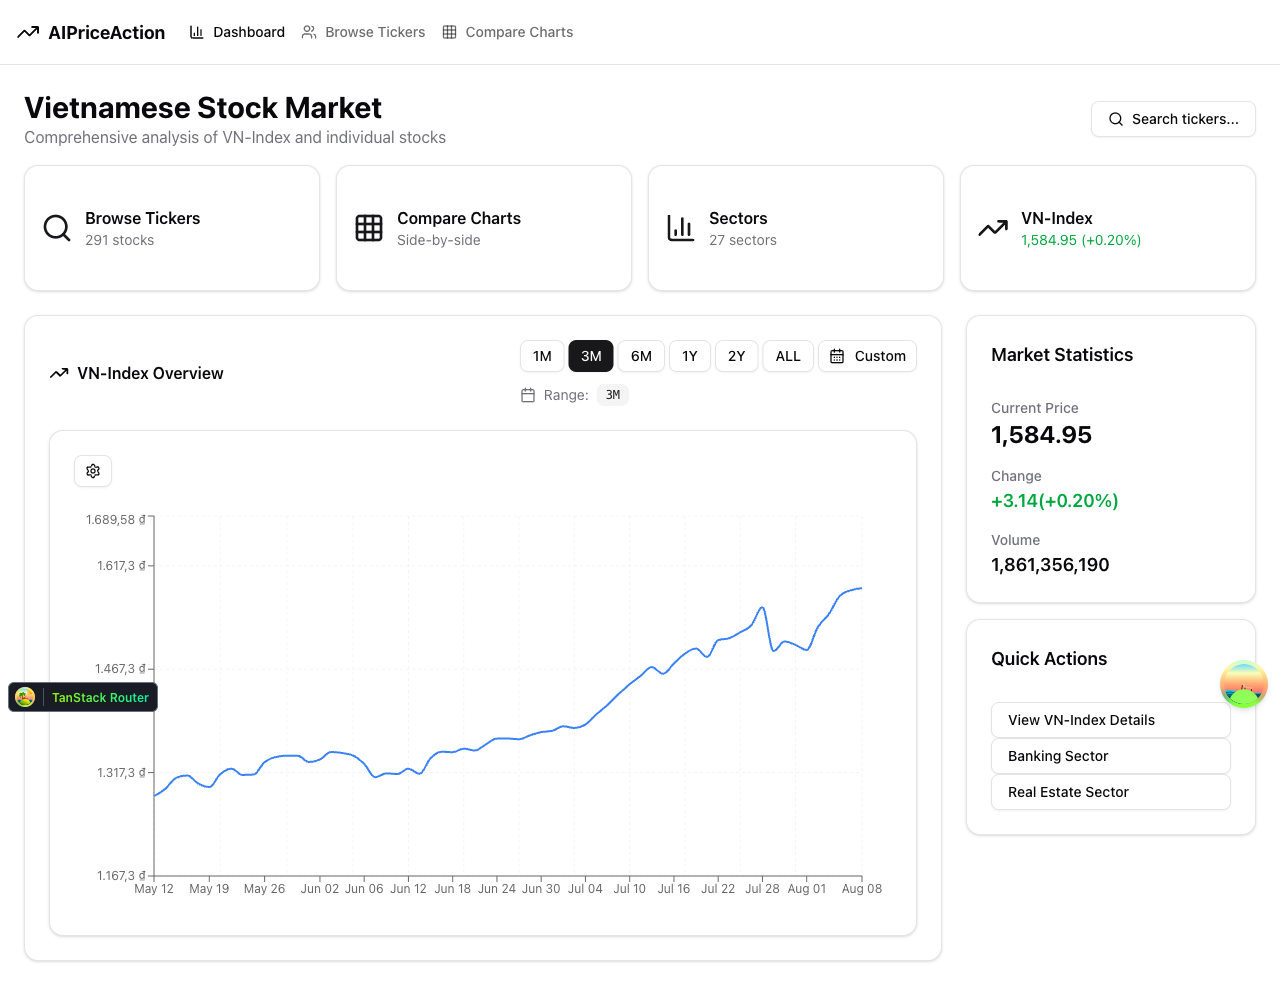 AIPriceAction
Dashboard
Browse Tickers
Compare Charts
Vietnamese Stock Market
Comprehensive analysis of VN-Index and individual stocks
Search tickers...
Browse Tickers
291 stocks
Compare Charts
Side-by-side
Sectors
27 sectors
VN-Index
1,584.95 (+0.20%)
VN-Index Overview
1M 3M 6M 1Y 2Y ALL Custom
Range: 3M
1.689,58 ₫
1.617,3 ₫
1.467,3 ₫
1.317,3 ₫
1.167,3 ₫
May 12 May 19 May 26 Jun 02 Jun 06 Jun 12 Jun 18 Jun 24 Jun 30 Jul 04 Jul 10 Jul 16 Jul 22 Jul 28 Aug 01 Aug 08
TanStack Router
Market Statistics
Current Price
1,584.95
Change
+3.14(+0.20%)
Volume
1,861,356,190
Quick Actions
View VN-Index Details
Banking Sector
Real Estate Sector